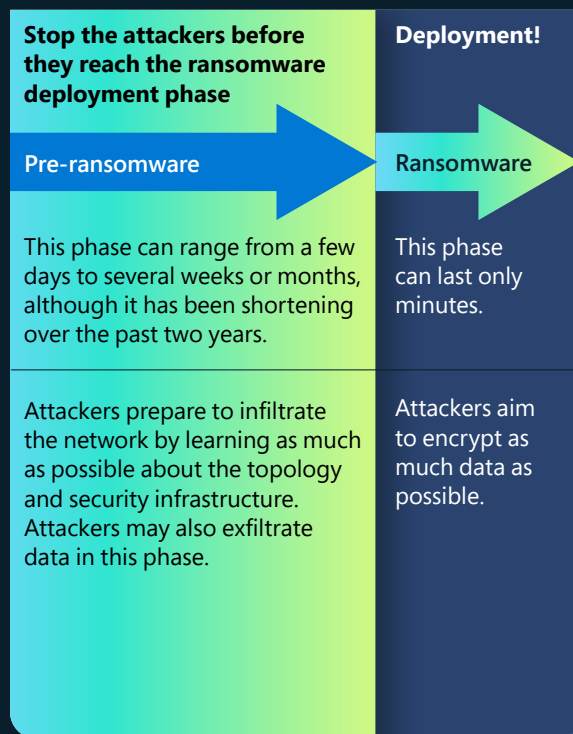 Stop the attackers before
they reach the ransomware
deployment phase
Deployment!
Pre-ransomware
Ransomware
This phase can range from a few
days to several weeks or months,
although it has been shortening
over the past two years.
This phase
can last only
minutes.
Attackers prepare to infiltrate
the network by learning as much
as possible about the topology
and security infrastructure.
Attackers may also exfiltrate
data in this phase.
Attackers aim
to encrypt as
much data as
possible.